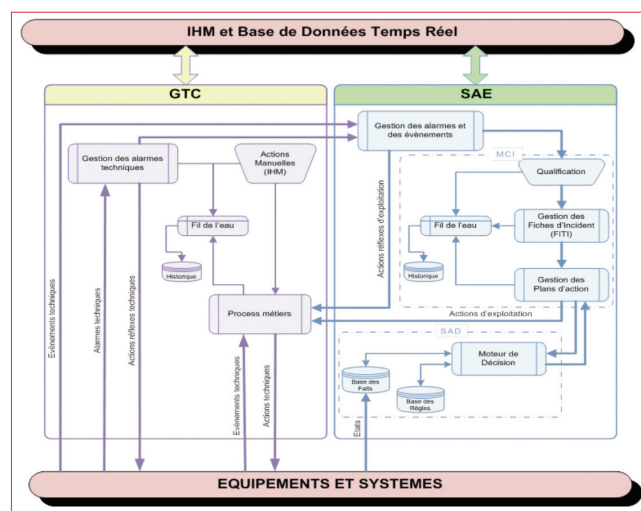 IHM et Base de Données Temps Réel
GTC
SAE
Gestion des alarmes et
des évènements
MCI
Gestion des alarmes
techniques
Actions
Manuelles
(IHM)
Qualification
Fil de l'eau
Historique
Fil de l'eau
Historique
Gestion des
Fiches d'Incident
(FITI)
Gestion des
Plans d'action
Actions réflexes d'exploitation
Actions d'exploitation
Process métiers
SAD
Moteur de
Décision
Base des
Faits
Base des
Règles
Evènements techniques
Alarmes techniques
Actions réflexes techniques
Evènements techniques
Actions techniques
Etats
EQUIPEMENTS ET SYSTEMES